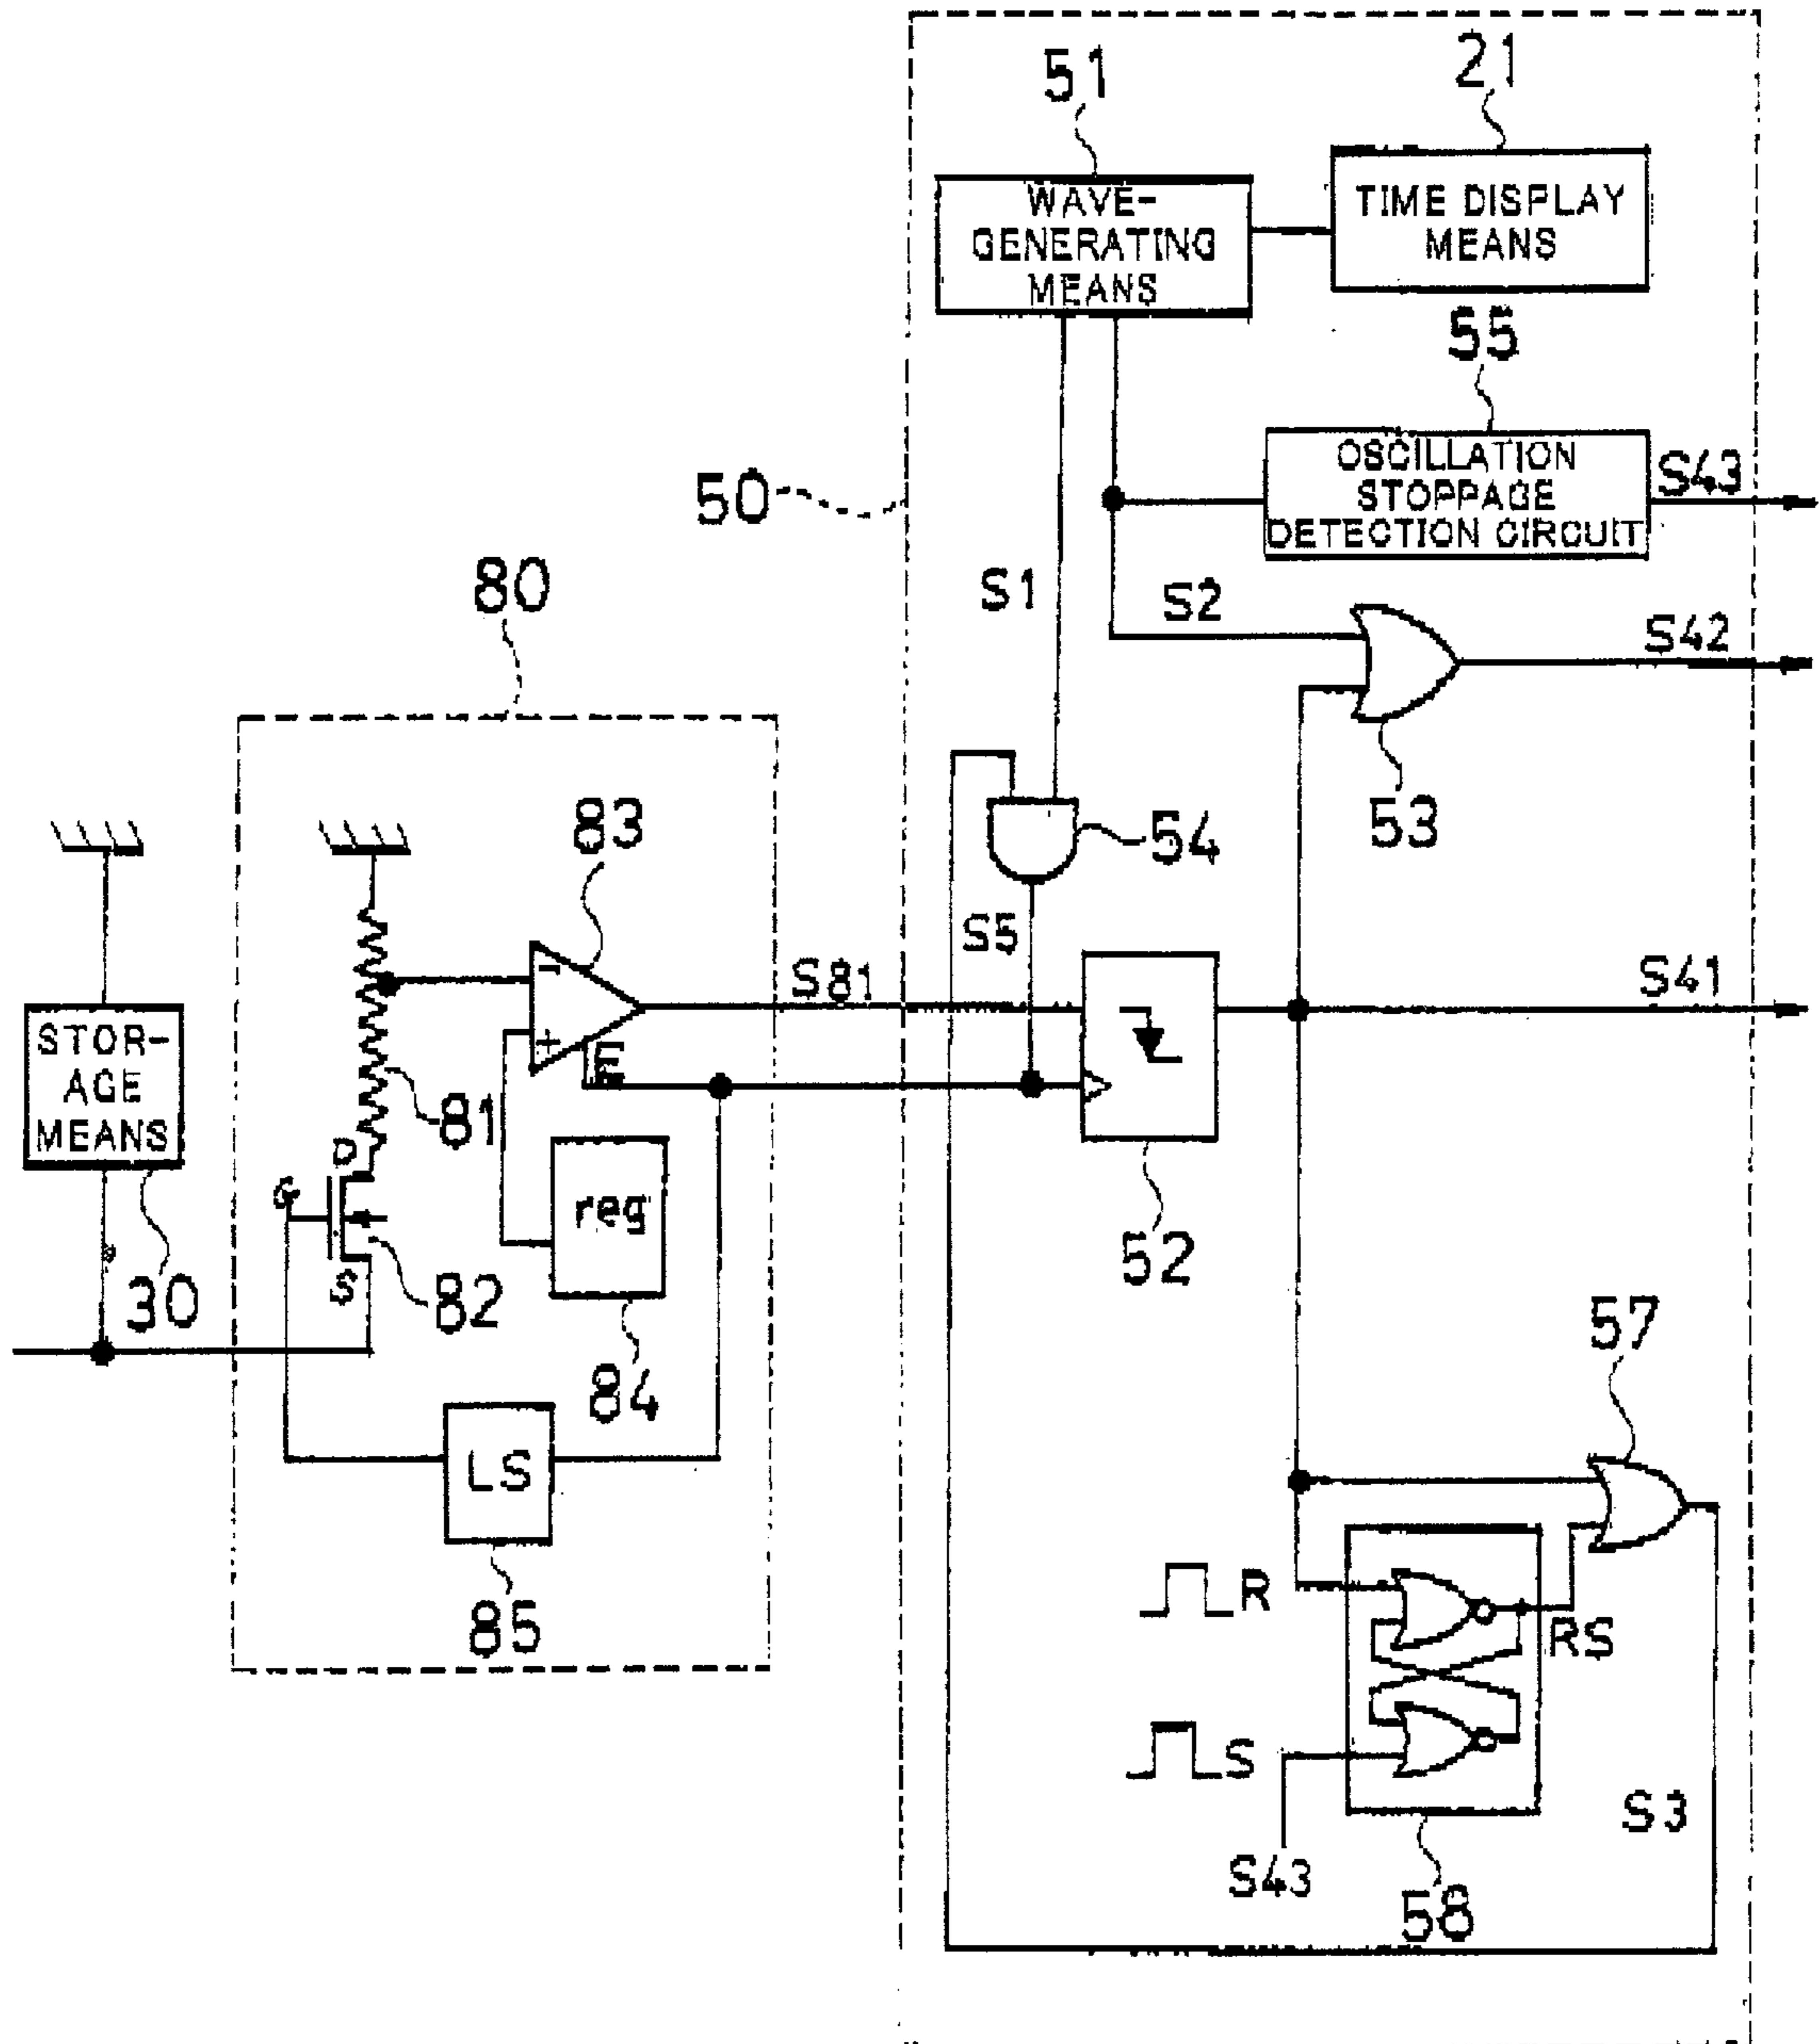 51
21
WAVE-
GENERATING
MEANS
TIME DISPLAY
MEANS
55
OSCILLATION
STOPPAGE
DETECTION CIRCUIT
S43
50
S1
S2
S42
80
53
54
83
S5
S81
S41
STOR-
AGE
MEANS
-
+
E
81
D
G
S
82
30
reg
84
52
57
LS
85
R
RS
S
S43
58
S3